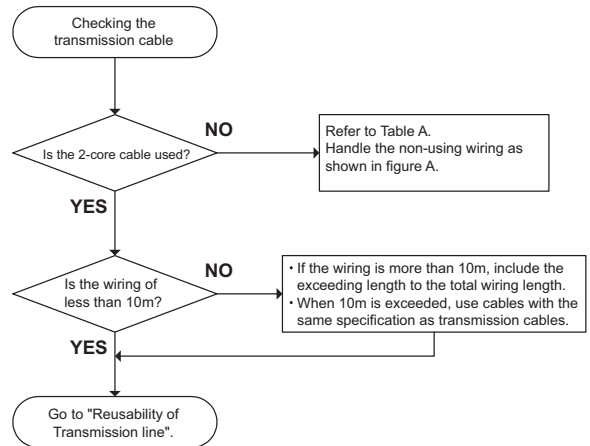 Checking the
transmission cable
Is the 2-core cable used?
NO
Refer to Table A.
Handle the non-using wiring as
shown in figure A.
YES
Is the wiring of
less than 10m?
NO
・If the wiring is more than 10m, include the
exceeding length to the total wiring length.
・When 10m is exceeded, use cables with the
same specification as transmission cables.
YES
Go to "Reusability of
Transmission line".